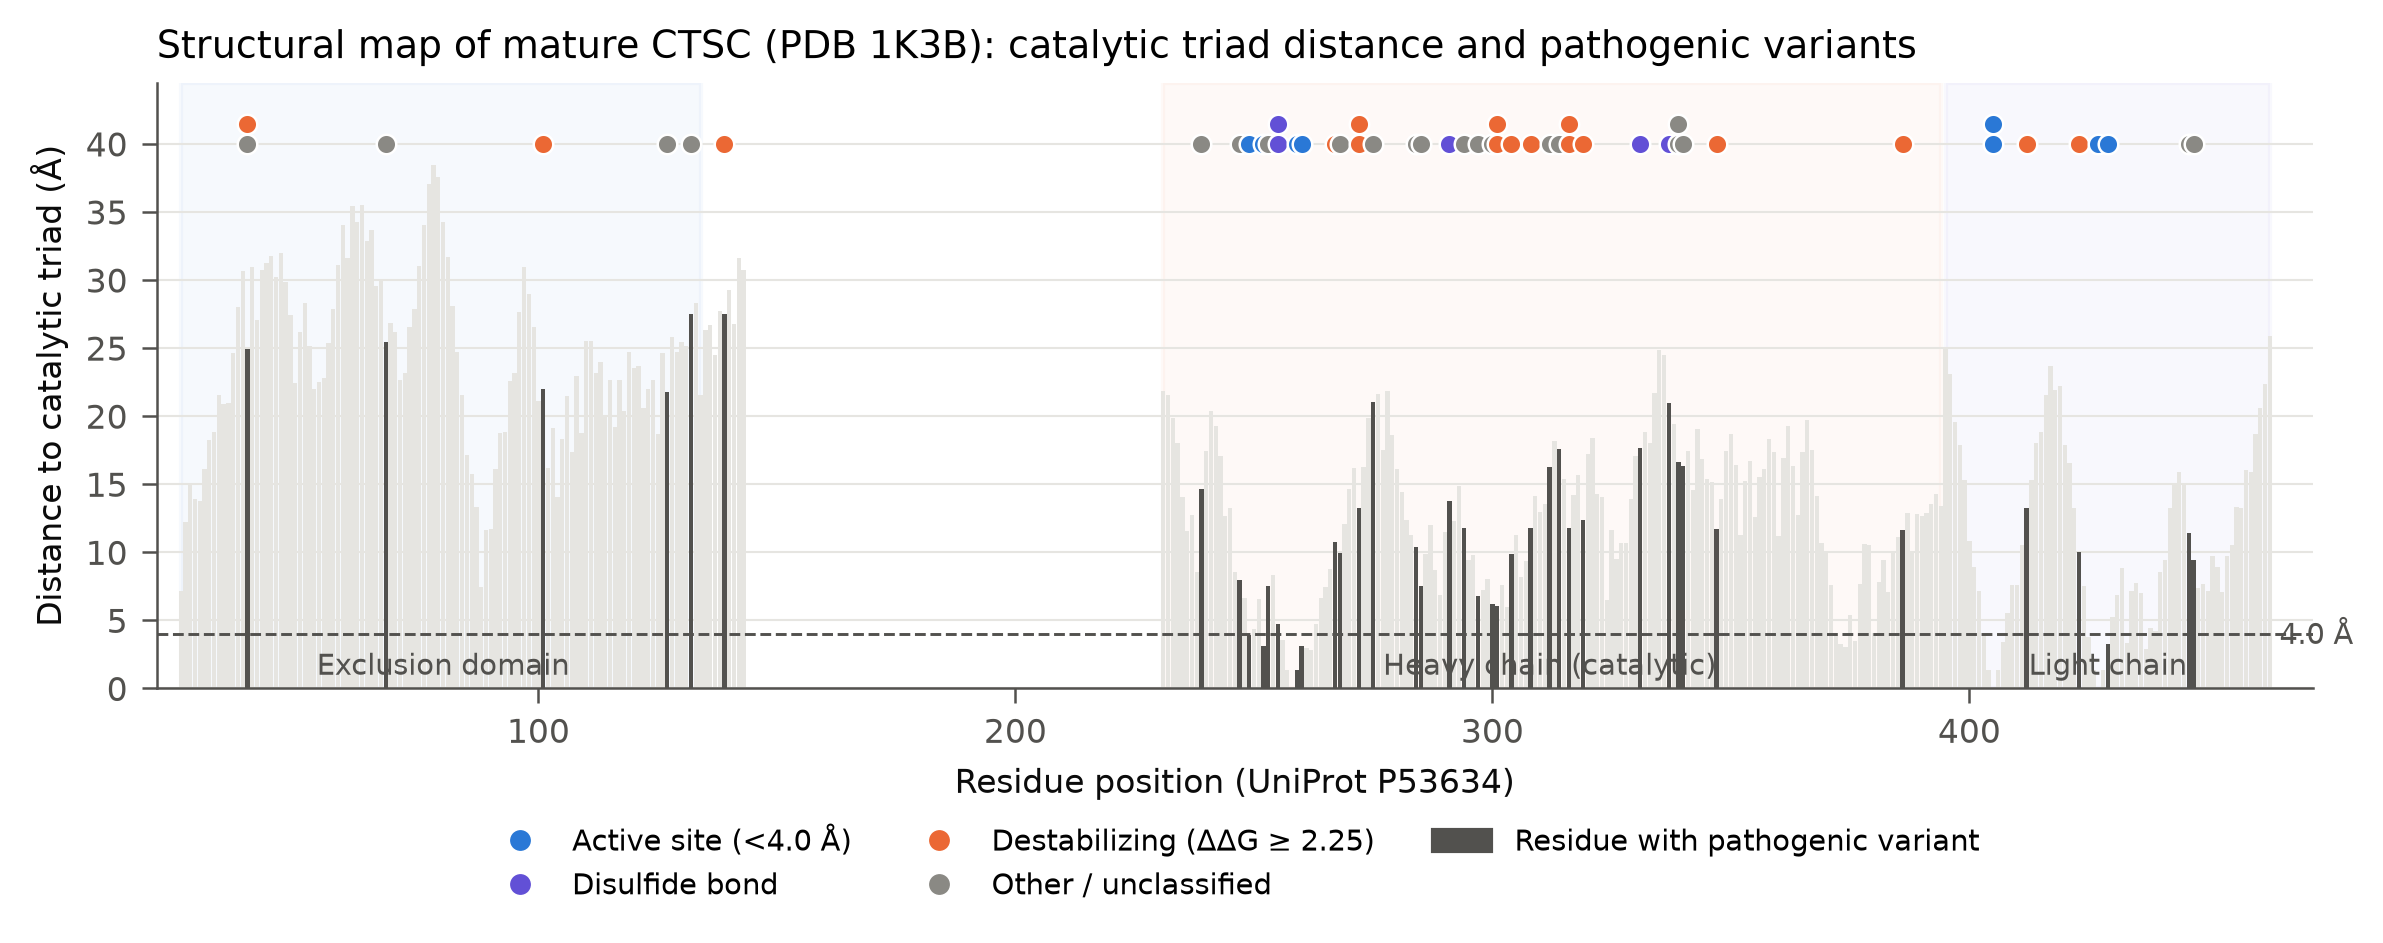 Structural map of mature CTSC (PDB 1K3B): catalytic triad distance and pathogenic variants
Distance to catalytic triad (Å)
40
35
30
25
20
15
10
5
0
4.0 Å
Exclusion domain
Heavy chain (catalytic)
Light chain
100
200
300
400
Residue position (UniProt P53634)
Active site (<4.0 Å)
Destabilizing (ΔΔG ≥ 2.25)
Residue with pathogenic variant
Disulfide bond
Other / unclassified